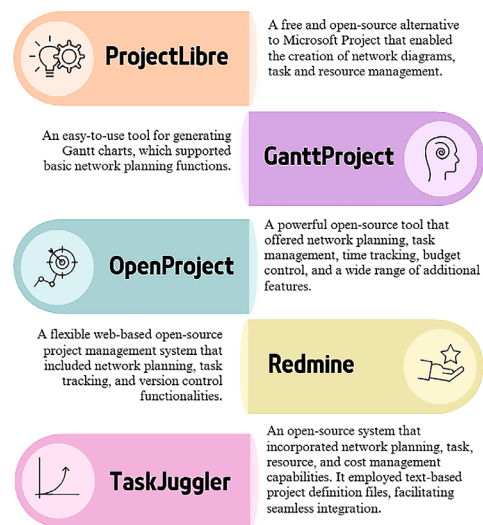 ProjectLibre
A free and open-source alternative
to Microsoft Project that enabled
the creation of network diagrams,
task and resource management.
An easy-to-use tool for generating
Gantt charts, which supported
basic network planning functions.
GanttProject
OpenProject
A powerful open-source tool that
offered network planning, task
management, time tracking, budget
control, and a wide range of additional
features.
A flexible web-based open-source
project management system that
included network planning, task
tracking, and version control
functionalities.
Redmine
TaskJuggler
An open-source system that
incorporated network planning, task,
resource, and cost management
capabilities. It employed text-based
project definition files, facilitating
seamless integration.